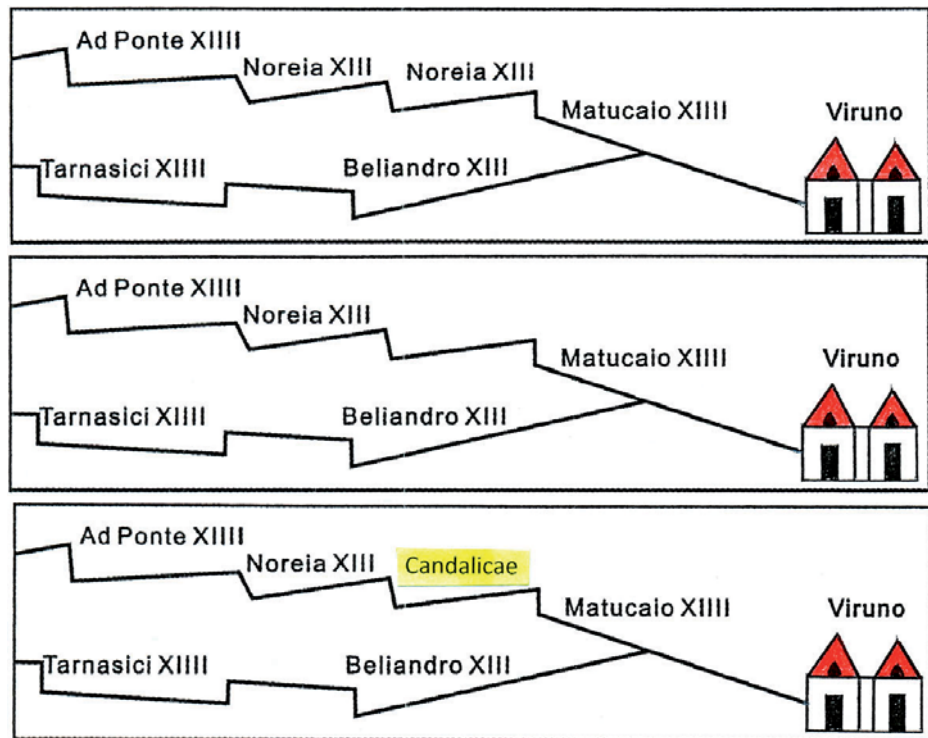 Ad Ponte XIIII
Noreia XIII
Noreia XIII
Matucaio XIIII
Viruno
Tarnasici XIIII
Beliandro XIII
Ad Ponte XIIII
Noreia XIII
Matucaio XIIII
Viruno
Tarnasici XIIII
Beliandro XIII
Ad Ponte XIIII
Noreia XIII
Candalicae
Matucaio XIIII
Viruno
Tarnasici XIIII
Beliandro XIII